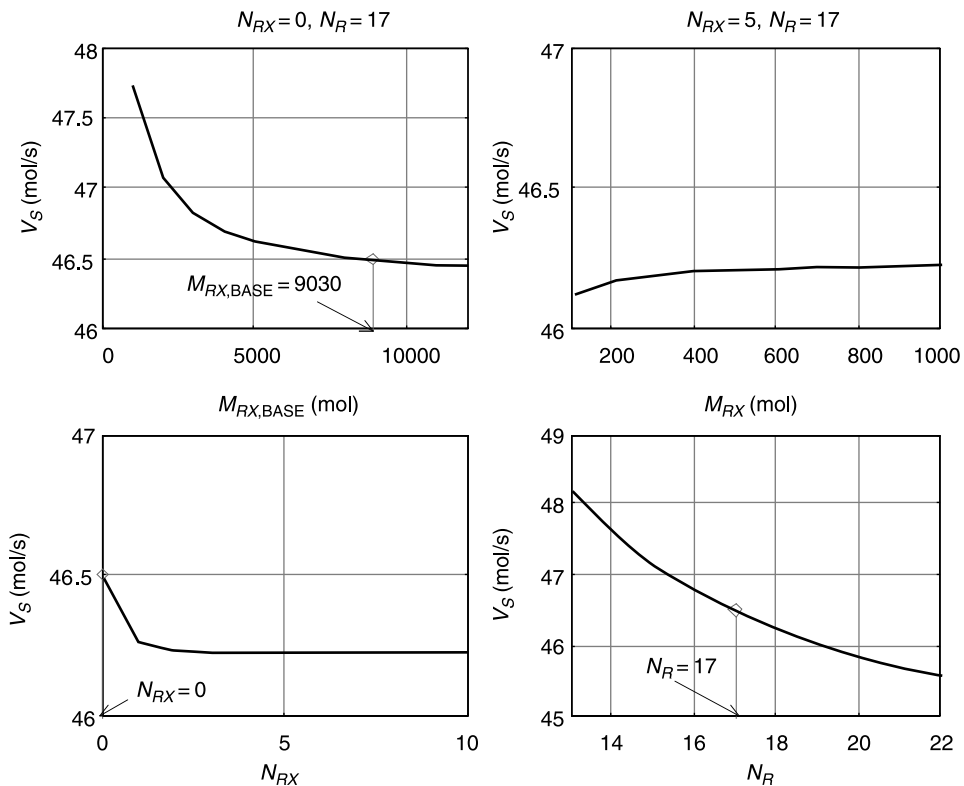 N_RX = 0, N_R = 17
48
47.5
47
46.5
46
V_S (mol/s)
M_RX,BASE = 9030
0 5000 10000
M_RX,BASE (mol)
N_RX = 5, N_R = 17
47
46.5
46
V_S (mol/s)
200 400 600 800 1000
M_RX (mol)
47
46.5
46
V_S (mol/s)
N_RX = 0
0 5 10
N_RX
49
48
47
46
45
V_S (mol/s)
N_R = 17
14 16 18 20 22
N_R